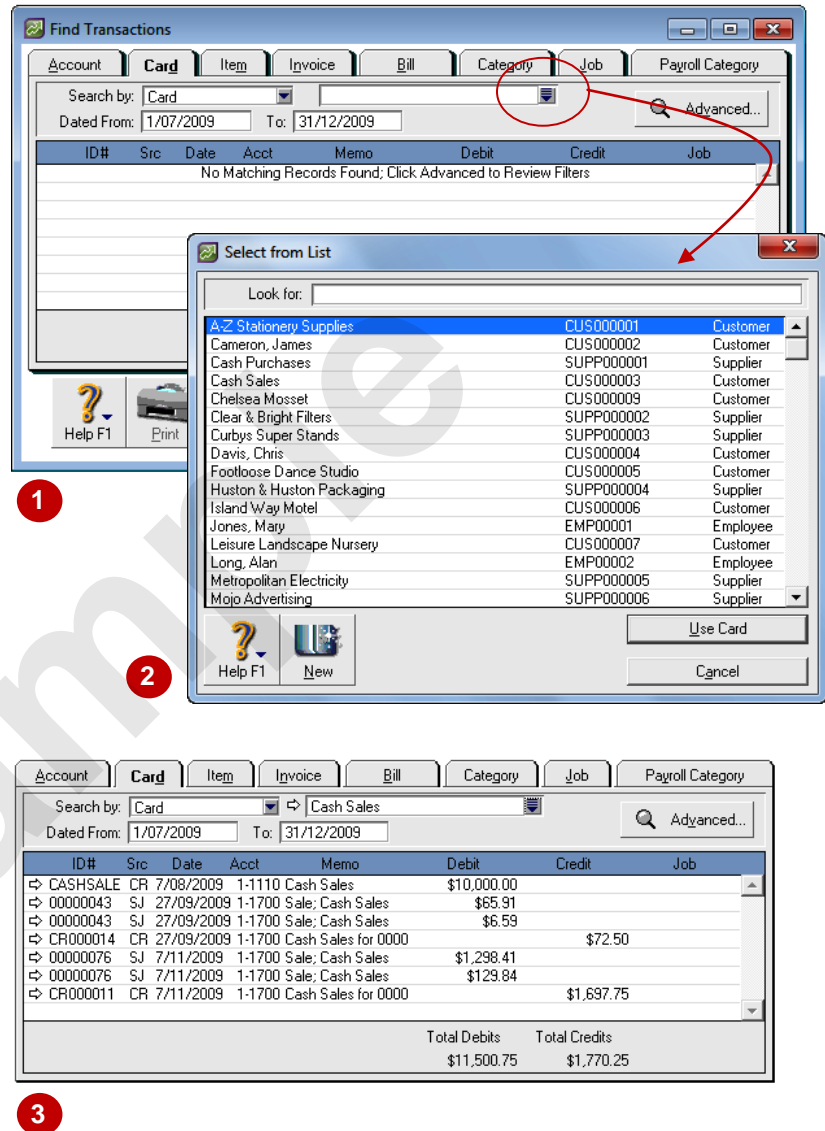 Find Transactions
Account Card Item Invoice Bill Category Job Payroll Category
Search by: Card
Advanced...
Dated From: 1/07/2009 To: 31/12/2009
ID# Src Date Acct Memo Debit Credit Job
No Matching Records Found; Click Advanced to Review Filters
Help F1 Print
1
Select from List
Look for:
A-Z Stationery Supplies CUS000001 Customer
Cameron, James CUS000002 Customer
Cash Purchases SUPP000001 Supplier
Cash Sales CUS000003 Customer
Chelsea Mosset CUS000009 Customer
Clear & Bright Filters SUPP000002 Supplier
Curbys Super Stands SUPP000003 Supplier
Davis, Chris CUS000004 Customer
Footloose Dance Studio CUS000005 Customer
Huston & Huston Packaging SUPP000004 Supplier
Island Way Motel CUS000006 Customer
Jones, Mary EMP00001 Employee
Leisure Landscape Nursery CUS000007 Customer
Long, Alan EMP00002 Employee
Metropolitan Electricity SUPP000005 Supplier
Mojo Advertising SUPP000006 Supplier
Help F1 New
Use Card
Cancel
2
Account Card Item Invoice Bill Category Job Payroll Category
Search by: Card Cash Sales
Advanced...
Dated From: 1/07/2009 To: 31/12/2009
ID# Src Date Acct Memo Debit Credit Job
CASHSALE CR 7/08/2009 1-1110 Cash Sales $10,000.00
00000043 SJ 27/09/2009 1-1700 Sale; Cash Sales $65.91
00000043 SJ 27/09/2009 1-1700 Sale; Cash Sales $6.59
CR000014 CR 27/09/2009 1-1700 Cash Sales for 0000 $72.50
00000076 SJ 7/11/2009 1-1700 Sale; Cash Sales $1,298.41
00000076 SJ 7/11/2009 1-1700 Sale; Cash Sales $129.84
CR000011 CR 7/11/2009 1-1700 Cash Sales for 0000 $1,697.75
Total Debits Total Credits
$11,500.75 $1,770.25
3